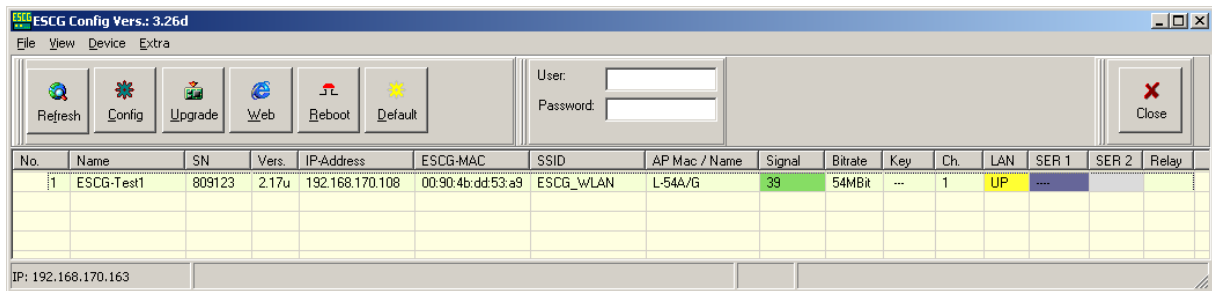 ESCG Config Vers.: 3.26d
File View Device Extra
Refresh Config Upgrade Web Reboot Default User: Password: Close
No. Name SN Vers. IP-Address ESCG-MAC SSID AP Mac / Name Signal Bitrate Key Ch. LAN SER 1 SER 2 Relay
1 ESCG-Test1 809123 2.17u 192.168.170.108 00:90:4b:dd:53:a9 ESCG_WLAN L-54A/G 39 54MBit --- 1 UP ----
IP: 192.168.170.163